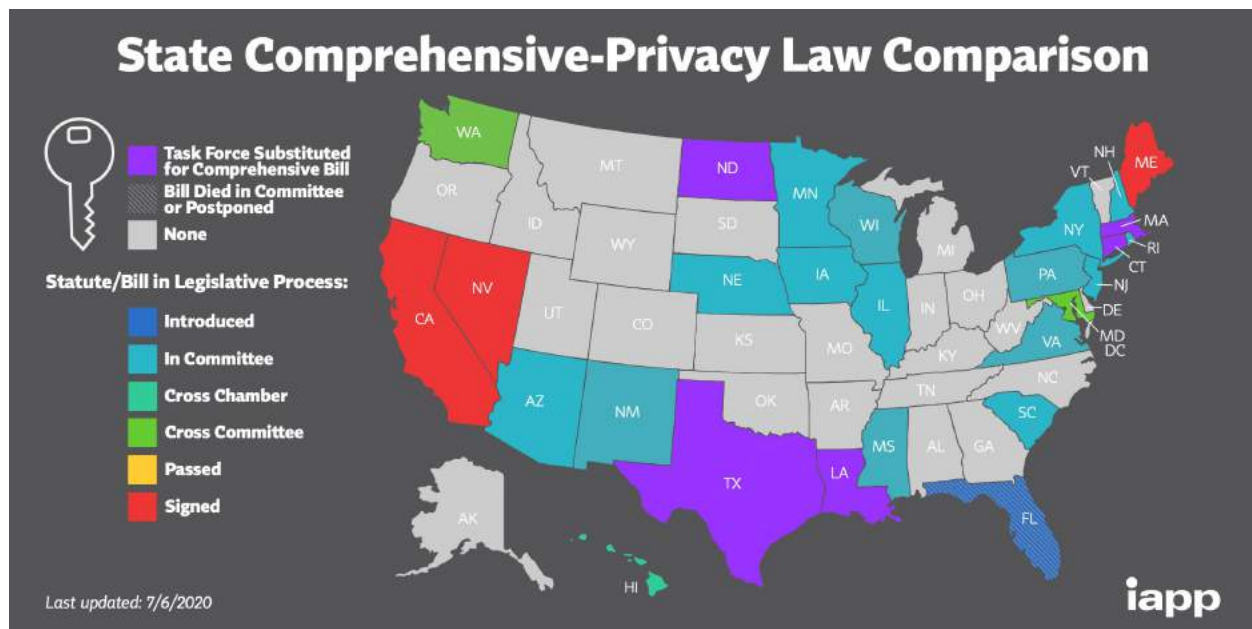 State Comprehensive-Privacy Law Comparison
Task Force Substituted
for Comprehensive Bill
Bill Died in Committee
or Postponed
None
Statute/Bill in Legislative Process:
Introduced
In Committee
Cross Chamber
Cross Committee
Passed
Signed
WA
MT
ND
MN
OR
ID
WY
SD
WI
MI
VT
NH
ME
NY
MA
RI
CT
NJ
PA
DE
MD
DC
CA
NV
UT
CO
NE
IA
IL
IN
OH
WV
VA
KS
MO
KY
NC
AZ
NM
OK
AR
TN
SC
TX
LA
MS
AL
GA
FL
AK
HI
Last updated: 7/6/2020
iapp